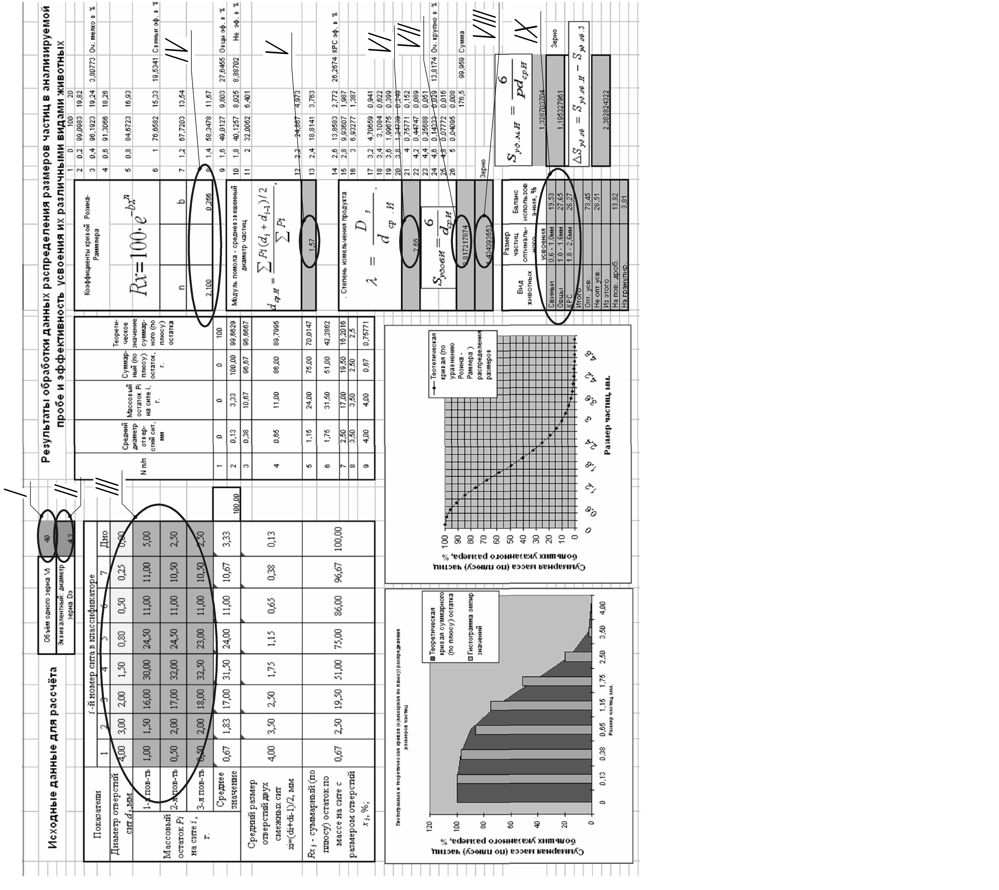 Исходные данные для рассчёта
Объём одного зерна Vз 40
Эквивалентный: диаметр зерна Dэ 4,2
I
II
III
Показатели
i -й номер сита в классификаторе
1 2 3 4 5 6 7 Дно
Диаметр отверстий сит di,мм 4,00 3,00 2,00 1,50 0,80 0,50 0,25 0,00
Массовый остаток Pi на сите i, г.
1-я пов-ть 1,00 1,50 16,00 30,00 24,50 11,00 11,00 5,00
2-я пов-ть 0,50 2,00 17,00 32,00 24,50 11,00 10,50 2,50
3-я пов-ть 0,50 2,00 18,00 32,50 23,00 11,00 10,50 2,50
Среднее значение 0,67 1,83 17,00 31,50 24,00 11,00 10,67 3,33 100,00
Средний размер отверстий двух смежных сит xi=(di+di-1)/2, мм 4,00 3,50 2,50 1,75 1,15 0,65 0,38 0,13
Rx i - суммарный (по плюсу) остаток по массе на сите с размером отверстий x i, %; 0,67 2,50 19,50 51,00 75,00 86,00 96,67 100,00
Гистограмма и теоретическая кривая (суммарная по плюсу) распределения
размеров частиц
Суммарная масса (по плюсу) частиц
больших указанного размера, %
120
100
80
60
40
20
0
0 0,13 0,38 0,65 1,15 1,75 2,50 3,50 4,00
Размер частиц, мм.
Теоретическая
кривая суммарного
(по плюсу) остатка
Гистограмма эмпир
значений
Результаты обработки данных распределения размеров частиц в анализируемой
пробе и эффективность усвоения их различными видами животных
N п/п
Средний диаметр отвер-стий сит, мм
Массовый остаток Pi на сите i, г.
Суммар-ный (по плюсу) остаток, г.
Теорети-ческое значение суммар-ного (по плюсу) остатка
1 0 0 0 100
2 0,13 3,33 100,00 99,6629
3 0,38 10,67 96,67 96,6667
4 0,65 11,00 86,00 89,7995
5 1,15 24,00 75,00 70,0147
6 1,75 31,50 51,00 42,2862
7 2,50 17,00 19,50 16,2016
8 3,50 3,50 2,50 2,5
9 4,00 4,00 0,67 0,75771
Суммарная масса (по плюсу) частиц
больших указанного размера, %
100
90
80
70
60
50
40
30
20
10
0
0 0,6 1,2 1,8 2,4 3 3,6 4,2 4,8
Размер частиц, мм.
Теотетическая
кривая (по
уравнению
Розина -
Рамлера )
распределения
размеров
Коэффициенты кривой Розина-
Раммлера
Rx=100·e^-bx^n
n b
2,100 0,266
IV
Модуль помола - средневзвешенный
диаметр частиц
d ср.И = ∑ Pi (d i + d i–1) / 2 / ∑ Pi ,
1,57
V
. Степень измельчения продукта
λ = D з / d ср . И .
2,66
VI
Sуд об И = 6 / d ср.И
3,817217874
VII
1,434393553 Зерно
VIII
Вид животных
Размер частиц оптималь-ного усвоения
Баланс использов а-ния, %
Свиньи 0,6 - 1.0мм 19,53
Овцы 1.0 - 1.6мм 27,65
КРС 1.8 - 2,6мм 26,27
Итого
Опт. усв. 73,45
Не опт усв. 26,51
Из этого
На пов. дроб. 13,82
На гранулир. 3,81
IX
1 0 100 20
2 0,2 99,0983 19,82
3 0,4 96,1923 19,24 3,80773 Оч. мелко в %
4 0,6 91,3066 18,26
5 0,8 84,6723 16,93
6 1 76,6582 15,33 19,5341 Свиньи эф. в %
7 1,2 67,7203 13,54
8 1,4 58,3478 11,67
9 1,6 49,0127 9,803 27,6455 Овцы эф. в %
10 1,8 40,1257 8,025 8,88702 Не эф. в %
11 2 32,0062 6,401
12 2,2 24,867 4,973
13 2,4 18,8141 3,763
14 2,6 13,8583 2,772 26,2674 КРС эф. в %
15 2,8 9,93607 1,987
16 3 6,93277 1,387
17 3,2 4,70659 0,941
18 3,4 3,1084 0,622
19 3,6 1,99675 0,399
20 3,8 1,24739 0,249
21 4 0,75771 0,152
22 4,2 0,44747 0,089
23 4,4 0,25688 0,051
24 4,6 0,14333 0,029 13,8174 Оч. крупно в %
25 4,8 0,07772 0,016
26 5 0,04095 0,008
176,5 99,959 Сумма
Sуд.м.И = 6 / pd ср.И
1,328703704
1,195327961 Зерно
ΔS уд.об = S уд.об.И − S уд.об.З
2,382824322